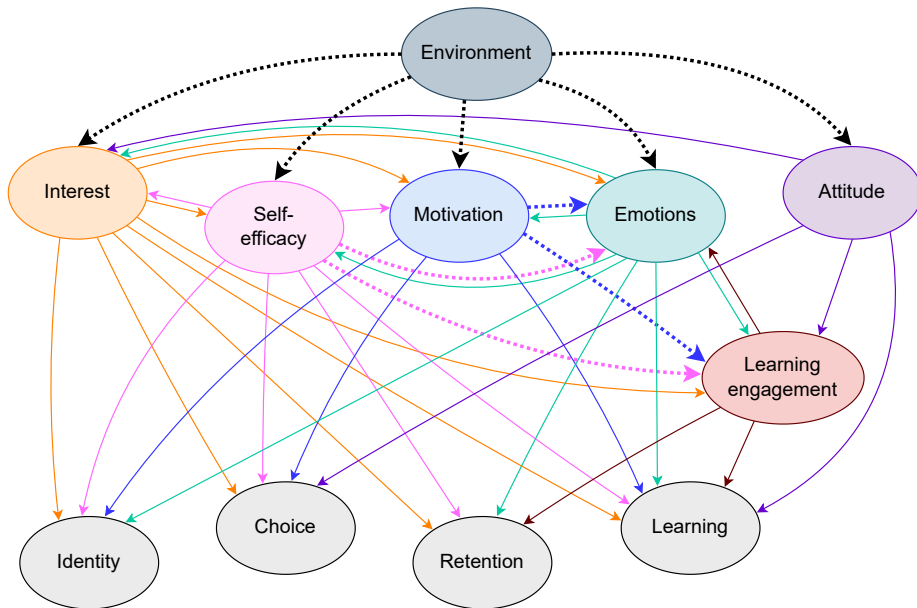 Environment
Interest
Self-
efficacy
Motivation
Emotions
Attitude
Learning
engagement
Identity
Choice
Retention
Learning